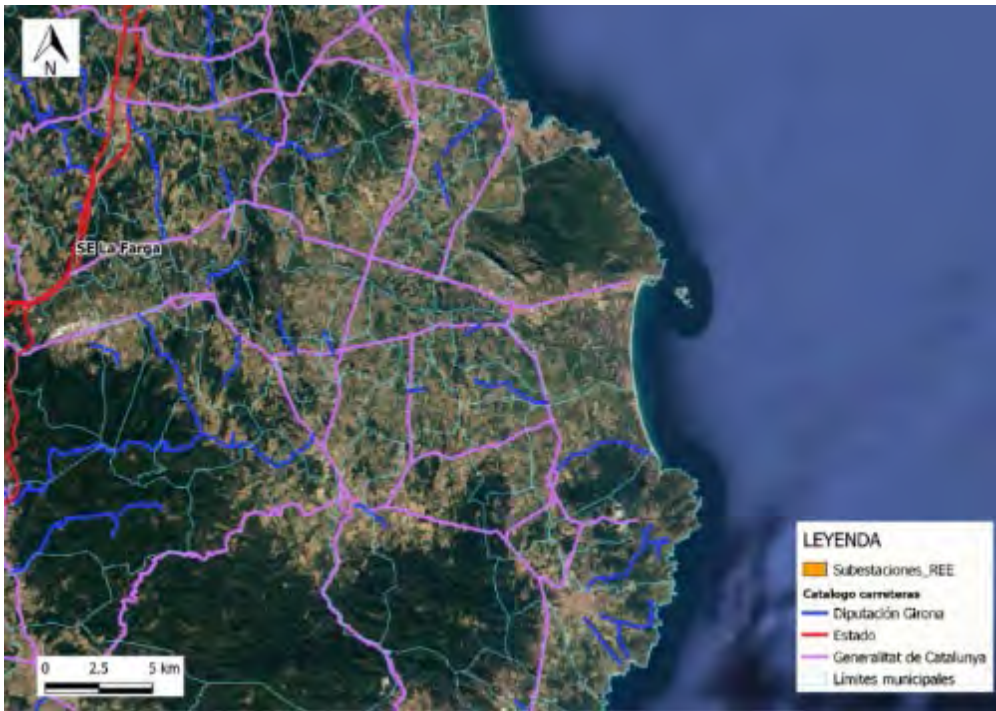 N
SE La Farga
LEYENDA
Subestaciones_REE
Catalogo carreteras
Diputación Girona
Estado
Generalitat de Catalunya
Límites municipales
0 2.5 5 km